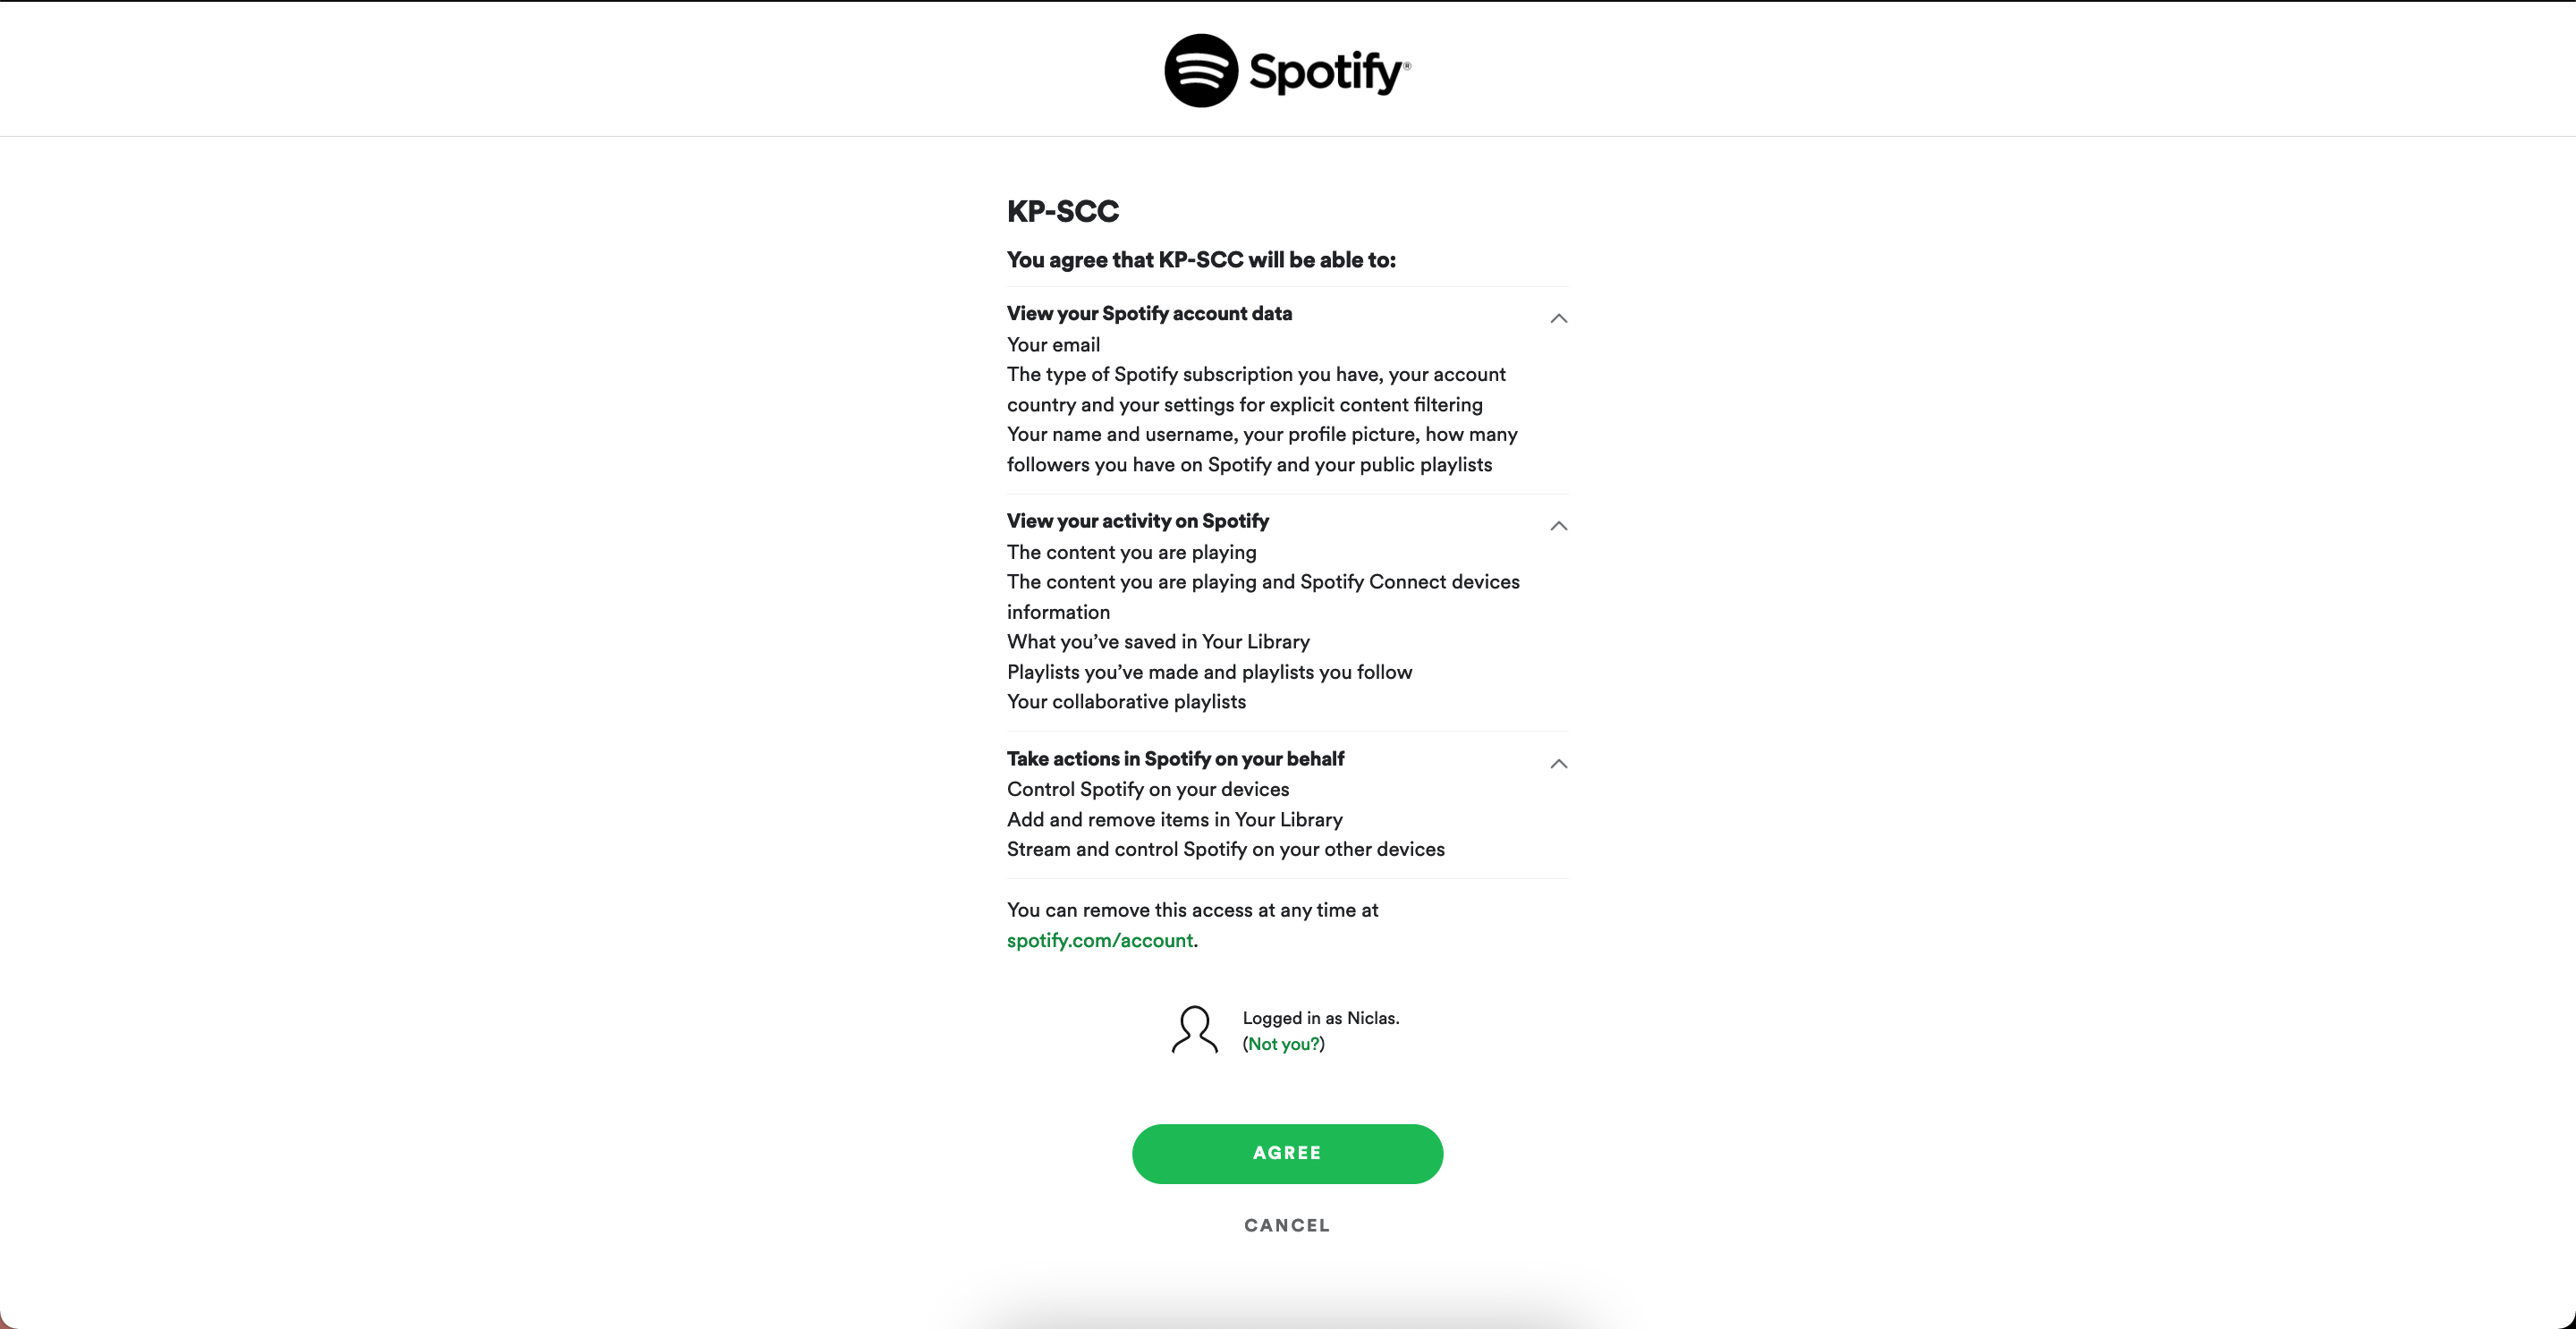 Spotify®
KP-SCC
You agree that KP-SCC will be able to:
View your Spotify account data
Your email
The type of Spotify subscription you have, your account
country and your settings for explicit content filtering
Your name and username, your profile picture, how many
followers you have on Spotify and your public playlists
View your activity on Spotify
The content you are playing
The content you are playing and Spotify Connect devices
information
What you’ve saved in Your Library
Playlists you’ve made and playlists you follow
Your collaborative playlists
Take actions in Spotify on your behalf
Control Spotify on your devices
Add and remove items in Your Library
Stream and control Spotify on your other devices
You can remove this access at any time at
spotify.com/account.
Logged in as Niclas.
(Not you?)
AGREE
CANCEL